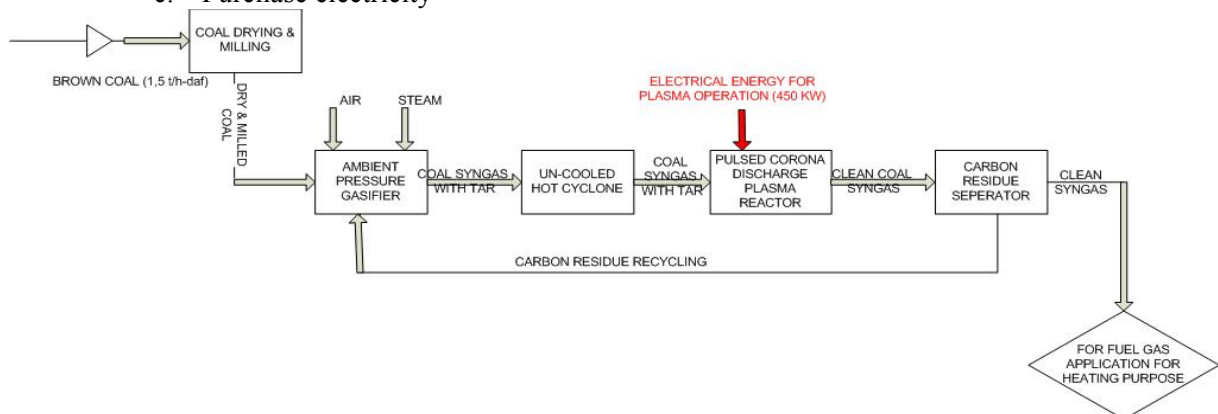 Purchase electricity
COAL DRYING &
MILLING
BROWN COAL (1,5 t/h-daf)
DRY & MILLED
COAL
AIR
STEAM
ELECTRICAL ENERGY FOR
PLASMA OPERATION (450 KW)
AMBIENT
PRESSURE
GASIFIER
COAL SYNGAS
WITH TAR
UN-COOLED
HOT CYCLONE
COAL
SYNGAS
WITH TAR
PULSED CORONA
DISCHARGE
PLASMA
REACTOR
CLEAN COAL
SYNGAS
CARBON
RESIDUE
SEPERATOR
CLEAN
SYNGAS
CARBON RESIDUE RECYCLING
FOR FUEL GAS
APPLICATION FOR
HEATING PURPOSE